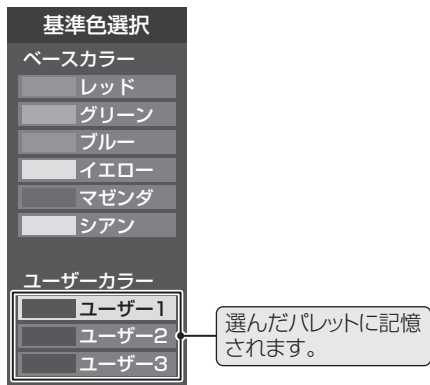 基準色選択
ベースカラー
レッド
グリーン
ブルー
イエロー
マゼンダ
シアン
ユーザーカラー
ユーザー1
ユーザー2
ユーザー3
選んだパレットに記憶
されます。